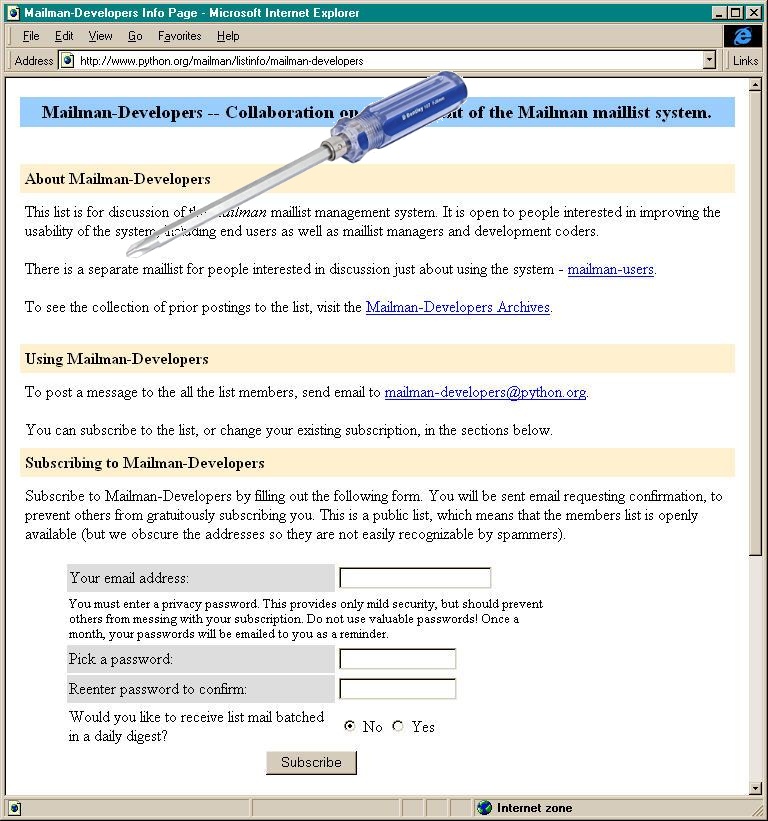 Mailman-Developers Info Page - Microsoft Internet Explorer
File Edit View Go Favorites Help
Address http://www.python.org/mailman/listinfo/mailman-developers Links
Mailman-Developers -- Collaboration on of the Mailman maillist system.
About Mailman-Developers
This list is for discussion of maillist management system. It is open to people interested in improving the
usability of the system, including end users as well as maillist managers and development coders.
There is a separate maillist for people interested in discussion just about using the system - mailman-users.
To see the collection of prior postings to the list, visit the Mailman-Developers Archives.
Using Mailman-Developers
To post a message to the all the list members, send email to mailman-developers@python.org.
You can subscribe to the list, or change your existing subscription, in the sections below.
Subscribing to Mailman-Developers
Subscribe to Mailman-Developers by filling out the following form. You will be sent email requesting confirmation, to
prevent others from gratuitously subscribing you. This is a public list, which means that the members list is openly
available (but we obscure the addresses so they are not easily recognizable by spammers).
Your email address:
You must enter a privacy password. This provides only mild security, but should prevent
others from messing with your subscription. Do not use valuable passwords! Once a
month, your passwords will be emailed to you as a reminder.
Pick a password:
Reenter password to confirm:
Would you like to receive list mail batched
in a daily digest?
No Yes
Subscribe
Internet zone